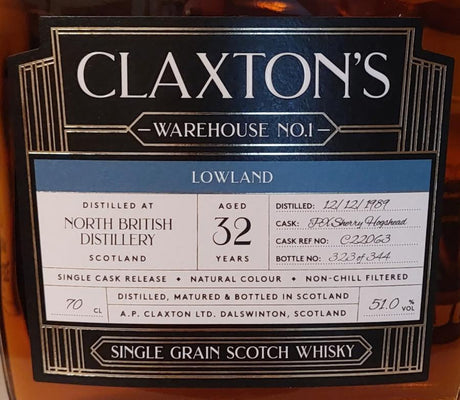 CLAXTON'S
WAREHOUSE NO.1
LOWLAND
DISTILLED AT
NORTH BRITISH
DISTILLERY
SCOTLAND
AGED
32
YEARS
DISTILLED: 12/12/1989
CASK: PX Sherry Hogshead
CASK REF NO: C22063
BOTTLE NO: 323 of 344
SINGLE CASK RELEASE • NATURAL COLOUR • NON-CHILL FILTERED
70 CL
DISTILLED, MATURED & BOTTLED IN SCOTLAND
A.P. CLAXTON LTD. DALSWINTON, SCOTLAND
51.0 % VOL
SINGLE GRAIN SCOTCH WHISKY